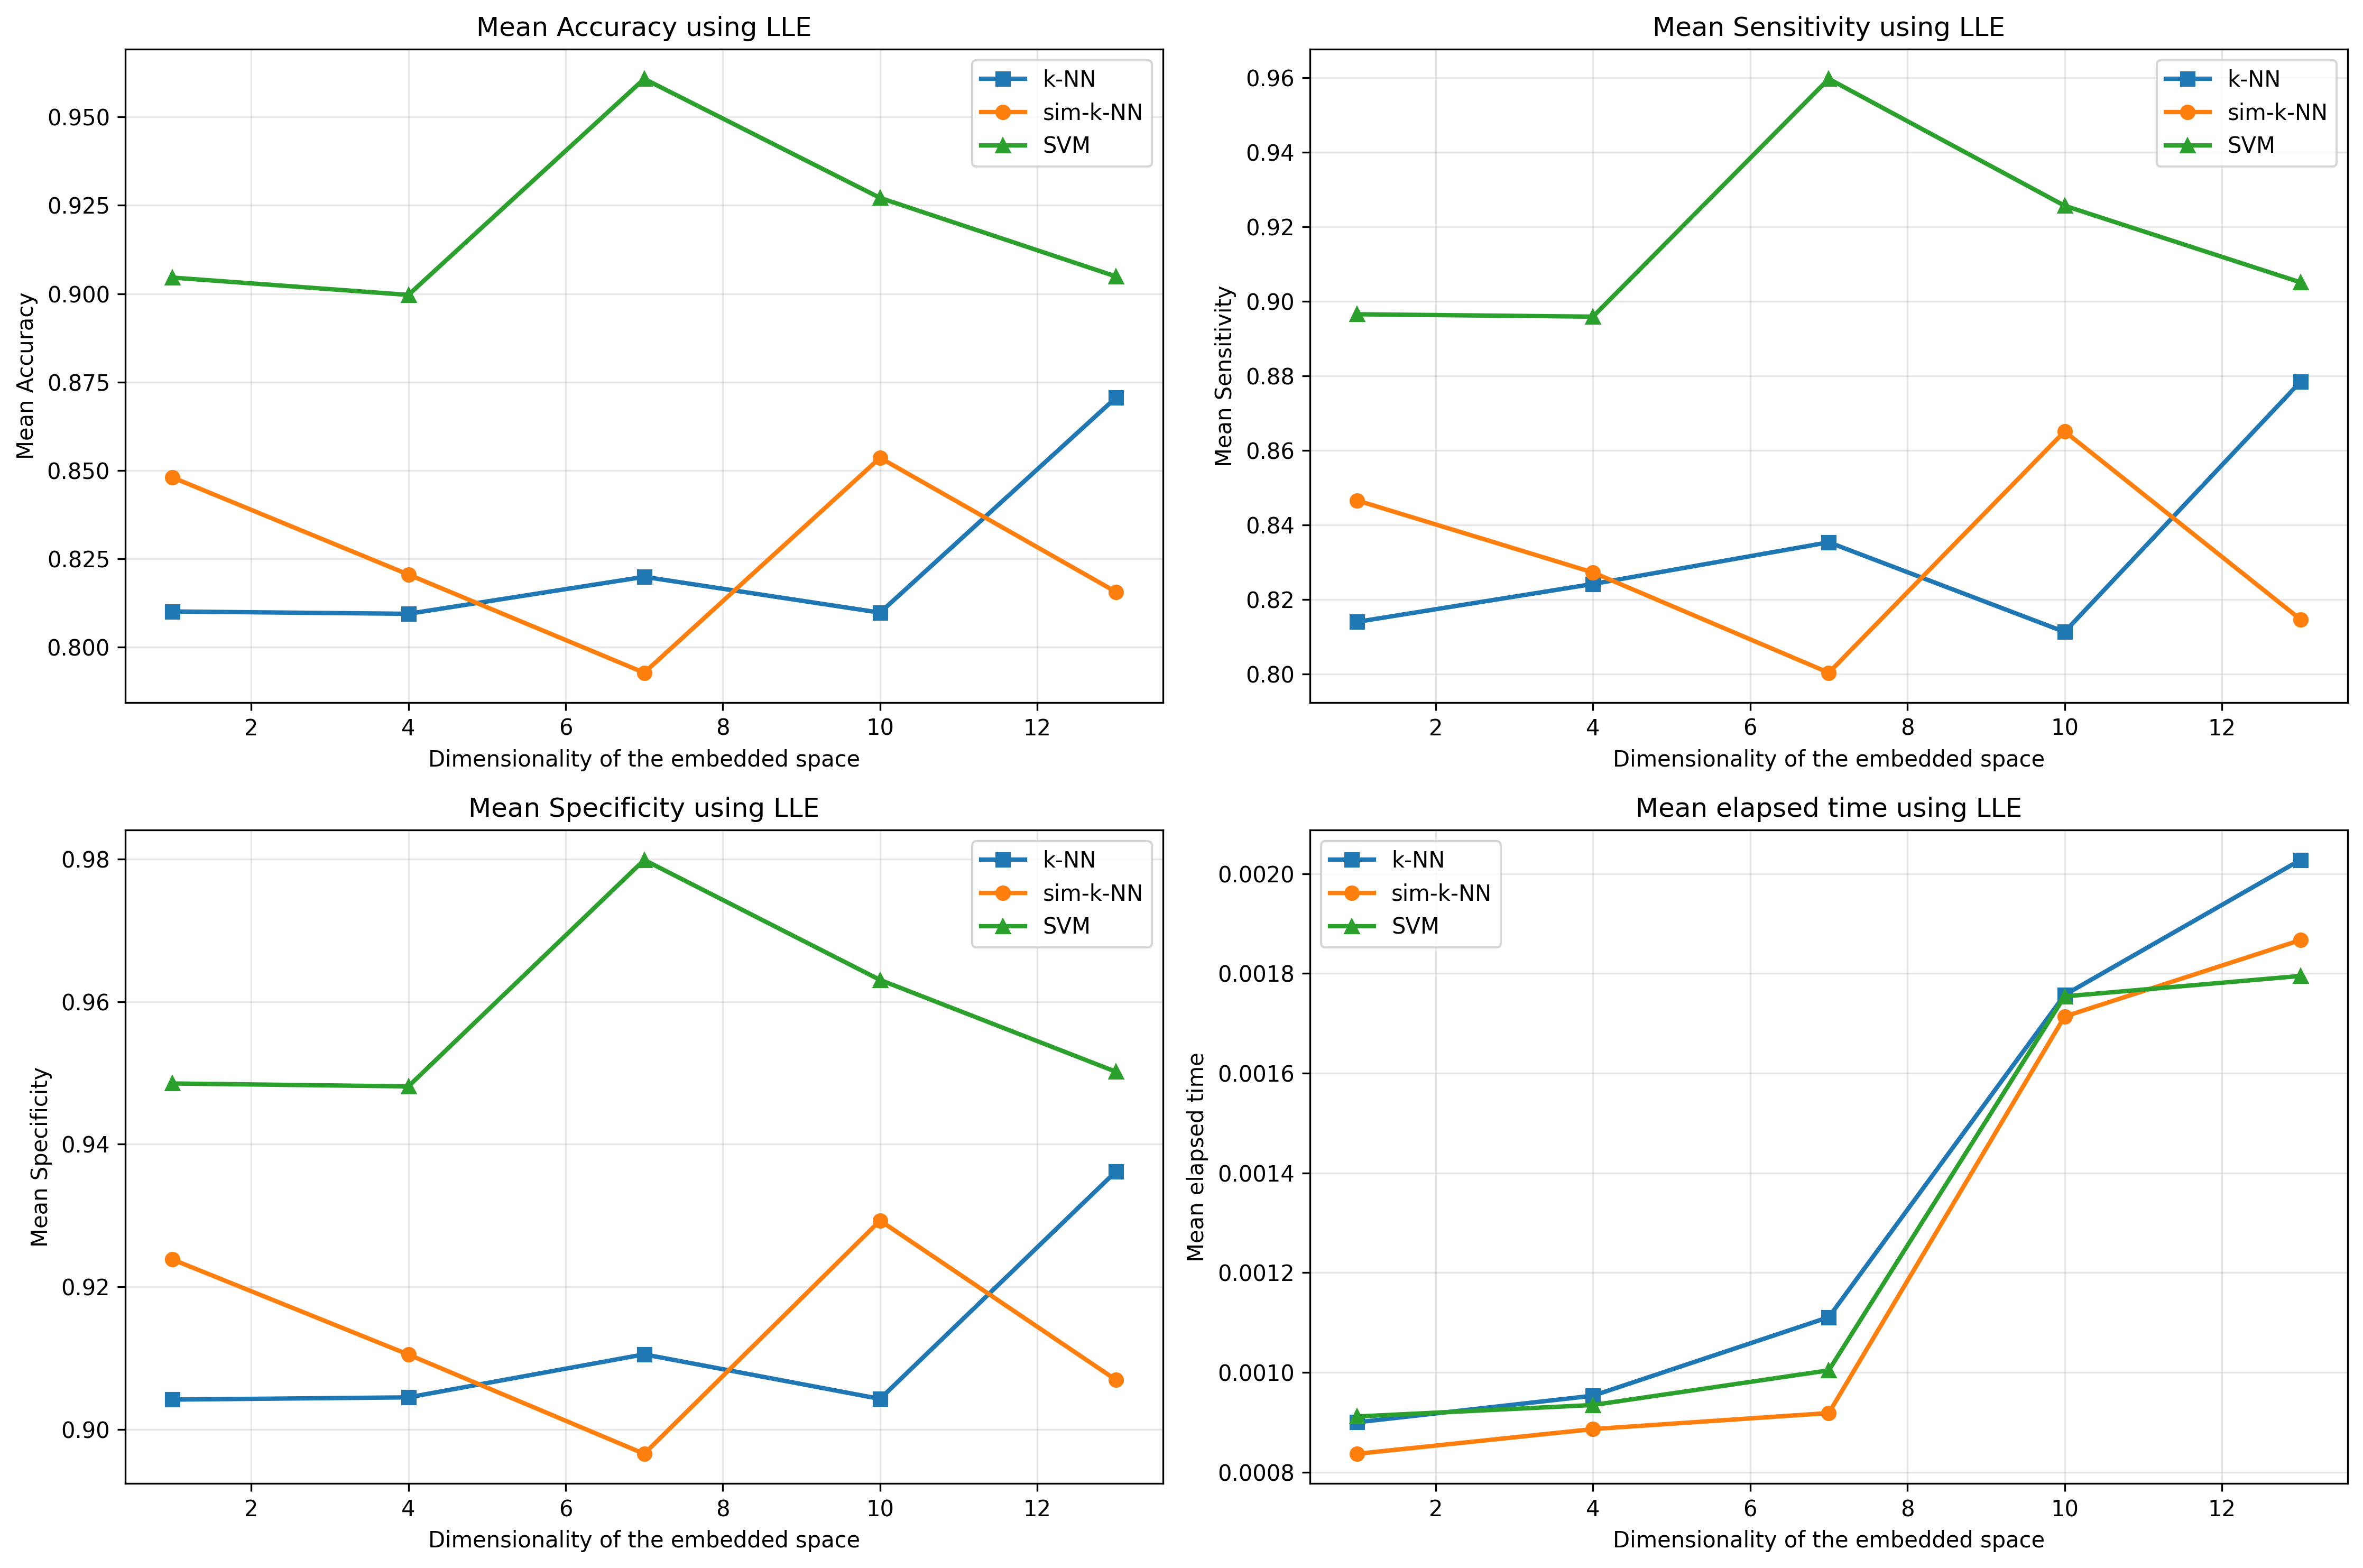 Mean Accuracy using LLE
Mean Accuracy
0.950
0.925
0.900
0.875
0.850
0.825
0.800
k-NN
sim-k-NN
SVM
2 4 6 8 10 12
Dimensionality of the embedded space
Mean Sensitivity using LLE
Mean Sensitivity
0.96
0.94
0.92
0.90
0.88
0.86
0.84
0.82
0.80
k-NN
sim-k-NN
SVM
2 4 6 8 10 12
Dimensionality of the embedded space
Mean Specificity using LLE
Mean Specificity
0.98
0.96
0.94
0.92
0.90
k-NN
sim-k-NN
SVM
2 4 6 8 10 12
Dimensionality of the embedded space
Mean elapsed time using LLE
Mean elapsed time
0.0020
0.0018
0.0016
0.0014
0.0012
0.0010
0.0008
k-NN
sim-k-NN
SVM
2 4 6 8 10 12
Dimensionality of the embedded space